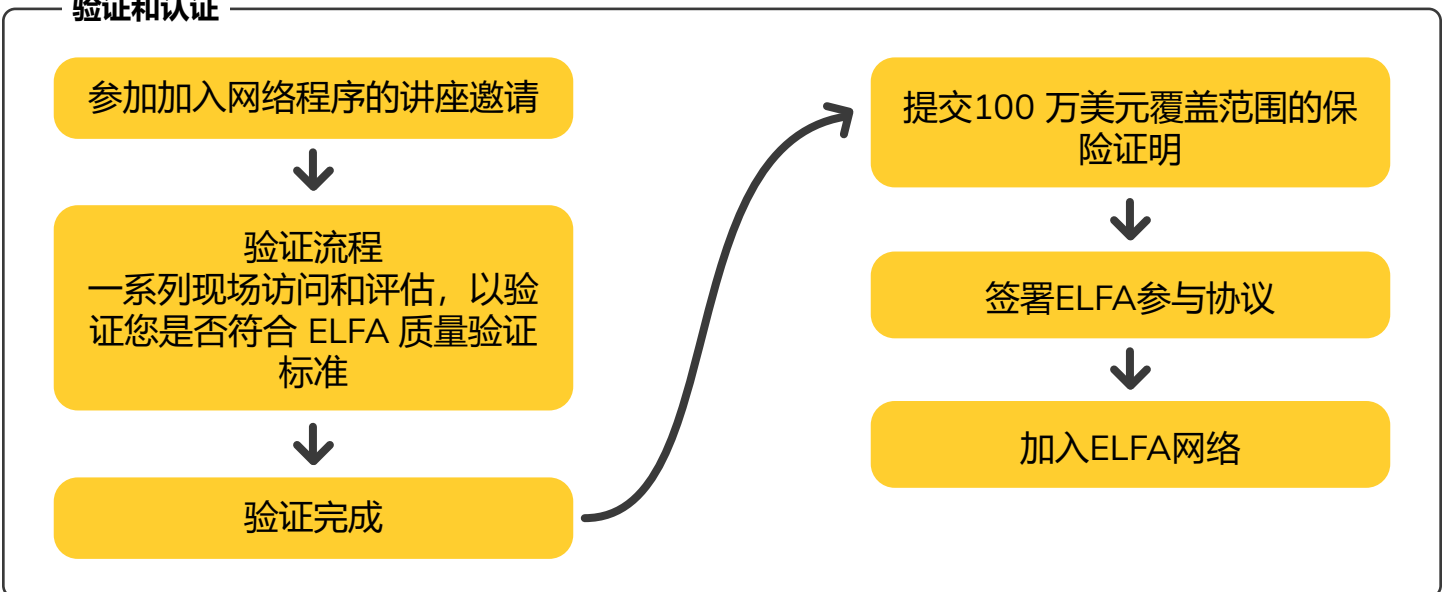 验证和认证
参加加入网络程序的讲座邀请
验证流程
一系列现场访问和评估，以验
证您是否符合 ELFA 质量验证
标准
验证完成
提交100 万美元覆盖范围的保
险证明
签署ELFA参与协议
加入ELFA网络